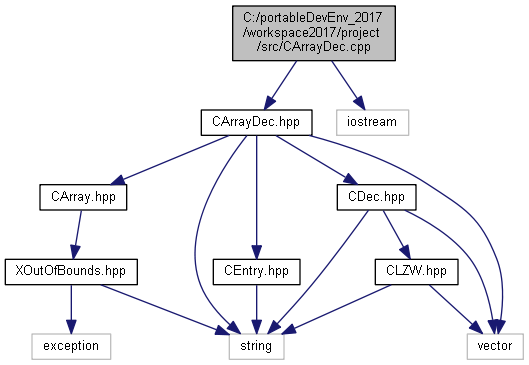 C:/portableDevEnv_2017
/workspace2017/project
/src/CArrayDec.cpp
CArrayDec.hpp
iostream
CArray.hpp
CDec.hpp
XOutOfBounds.hpp
CEntry.hpp
CLZW.hpp
exception
string
vector